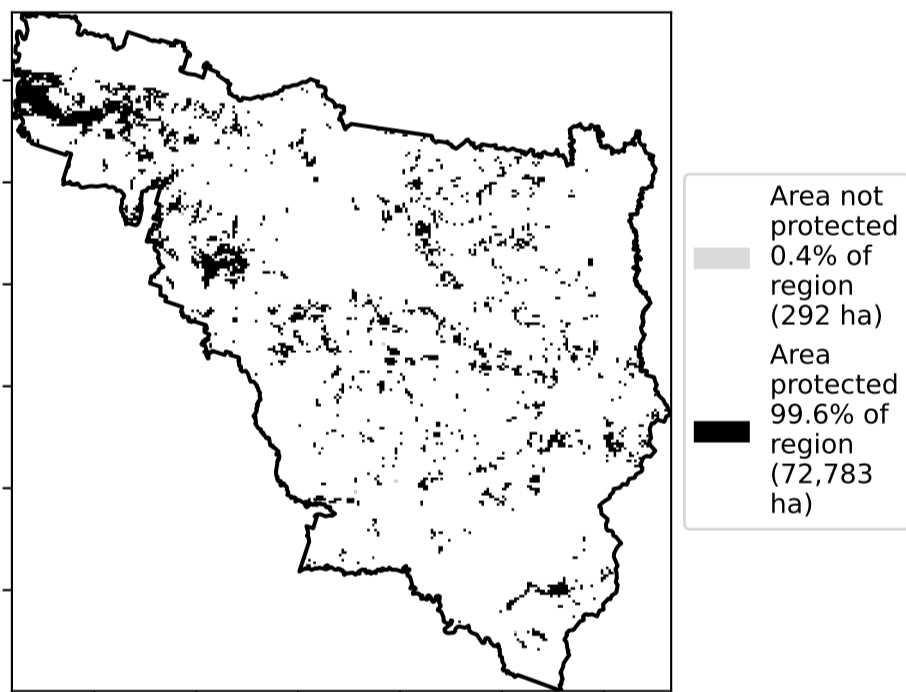 Area not
protected
0.4% of
region
(292 ha)
Area
protected
99.6% of
region
(72,783
ha)